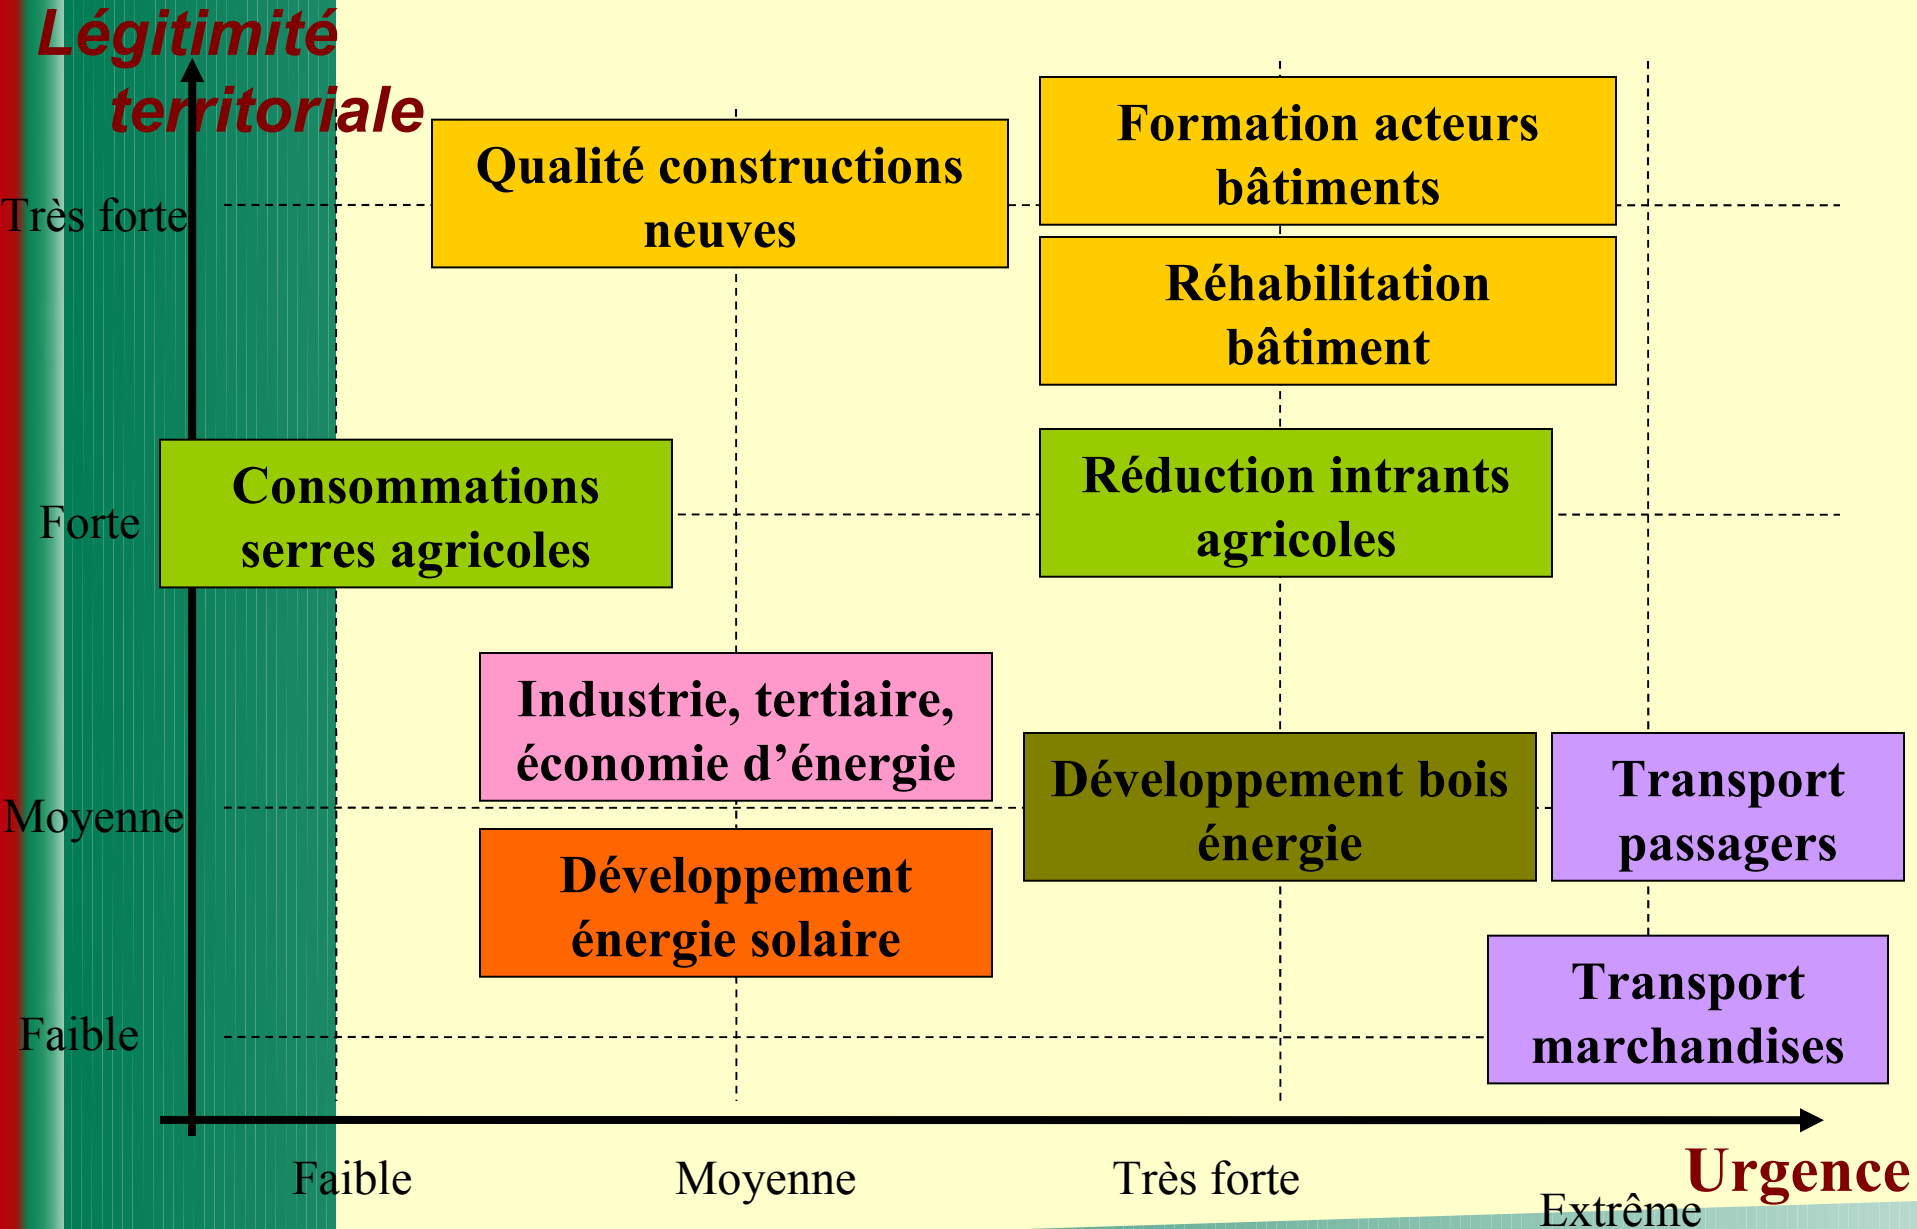 Légitimité
territoriale
Formation acteurs
bâtiments
Qualité constructions
neuves
Très forte
Réhabilitation
bâtiment
Consommations
serres agricoles
Réduction intrants
agricoles
Forte
Industrie, tertiaire,
économie d’énergie
Développement bois
énergie
Transport
passagers
Moyenne
Développement
énergie solaire
Transport
marchandises
Faible
Faible
Moyenne
Très forte
Extrême
Urgence